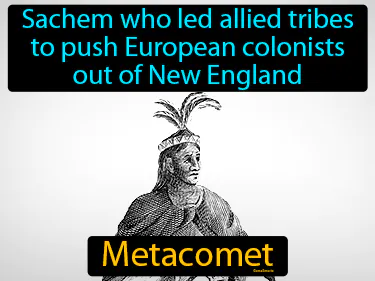 Sachem who led allied tribes
to push European colonists
out of New England
Metacomet